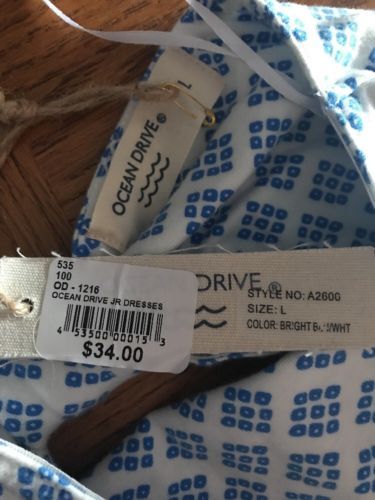 L
OCEAN DRIVE®
535
100
OD - 1216
OCEAN DRIVE JR DRESSES
4 53500 00015 3
$34.00
DRIVE®
STYLE NO: A2600
SIZE: L
COLOR: BRIGHT /WHT